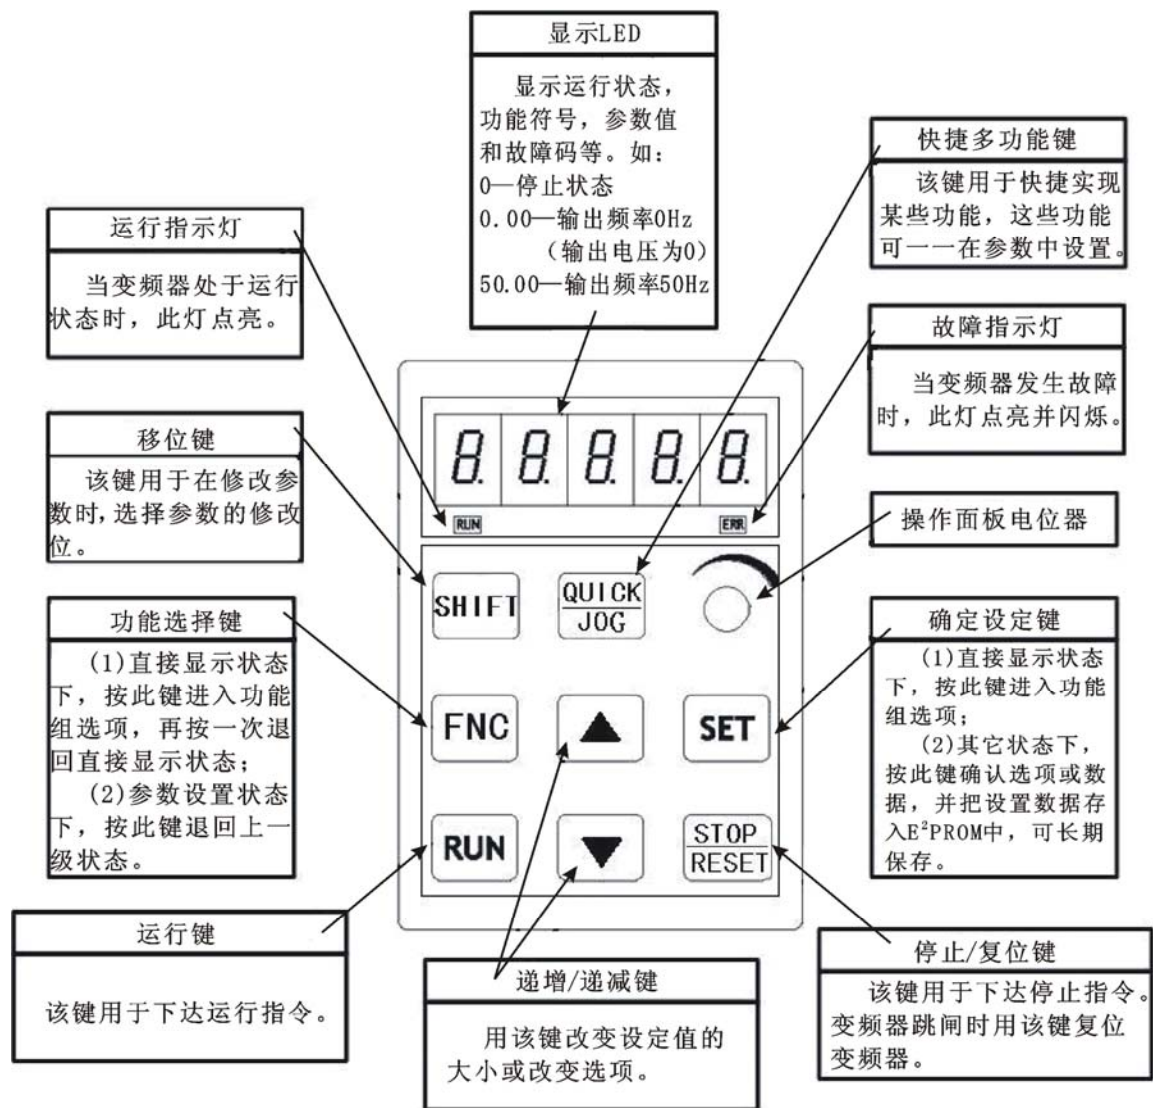 显示LED
显示运行状态，
功能符号，参数值
和故障码等。如：
0—停止状态
0.00—输出频率0Hz
（输出电压为0）
50.00—输出频率50Hz
快捷多功能键
该键用于快捷实现
某些功能，这些功能
可一一在参数中设置。
运行指示灯
当变频器处于运行
状态时，此灯点亮。
故障指示灯
当变频器发生故障
时，此灯点亮并闪烁。
移位键
该键用于在修改参
数时，选择参数的修改
位。
8.8.8.8.8.
RUN
ERR
操作面板电位器
SHIFT
QUICK
JOG
功能选择键
(1)直接显示状态
下，按此键进入功能
组选项，再按一次退
回直接显示状态；
(2)参数设置状态
下，按此键退回上一
级状态。
FNC
▲
SET
确定设定键
(1)直接显示状态
下，按此键进入功能
组选项；
(2)其它状态下，
按此键确认选项或数
据，并把设置数据存
入E²PROM中，可长期
保存。
RUN
▼
STOP
RESET
运行键
该键用于下达运行指令。
递增/递减键
用该键改变设定值的
大小或改变选项。
停止/复位键
该键用于下达停止指令。
变频器跳闸时用该键复位
变频器。